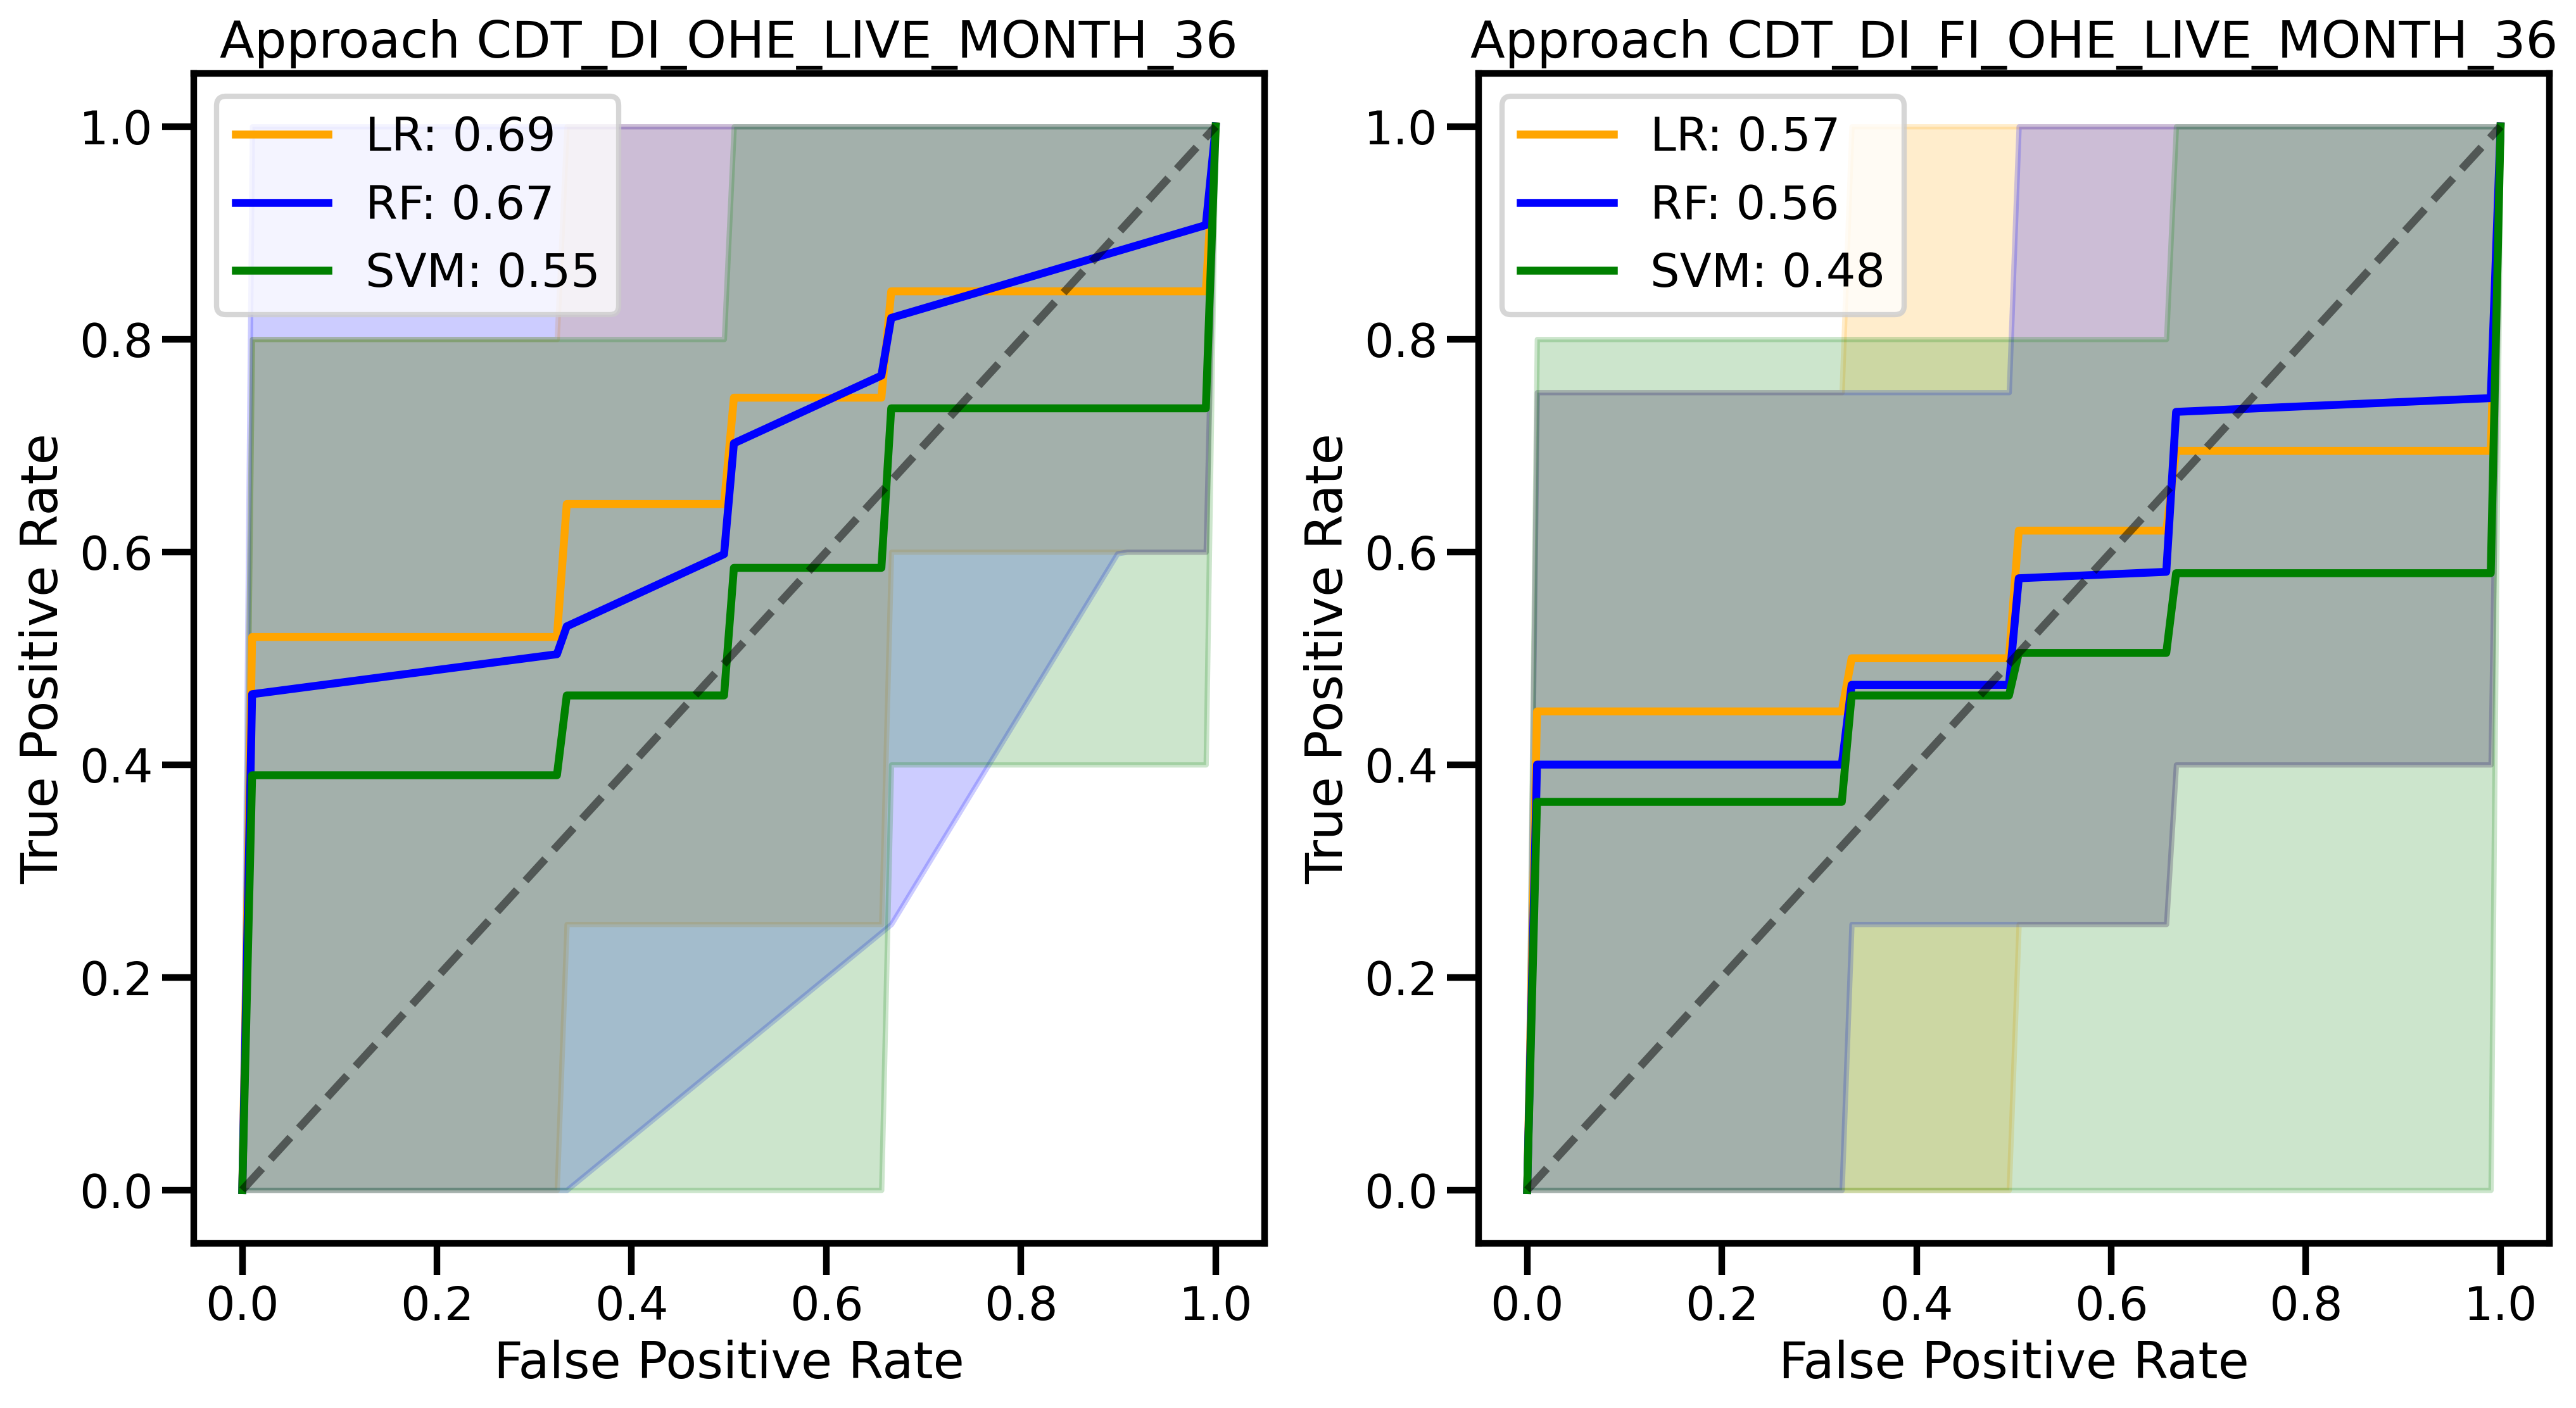 Approach CDT_DI_OHE_LIVE_MONTH_36
LR: 0.69
RF: 0.67
SVM: 0.55
1.0
0.8
0.6
0.4
0.2
0.0
True Positive Rate
0.0 0.2 0.4 0.6 0.8 1.0
False Positive Rate
Approach CDT_DI_FI_OHE_LIVE_MONTH_36
LR: 0.57
RF: 0.56
SVM: 0.48
1.0
0.8
0.6
0.4
0.2
0.0
True Positive Rate
0.0 0.2 0.4 0.6 0.8 1.0
False Positive Rate